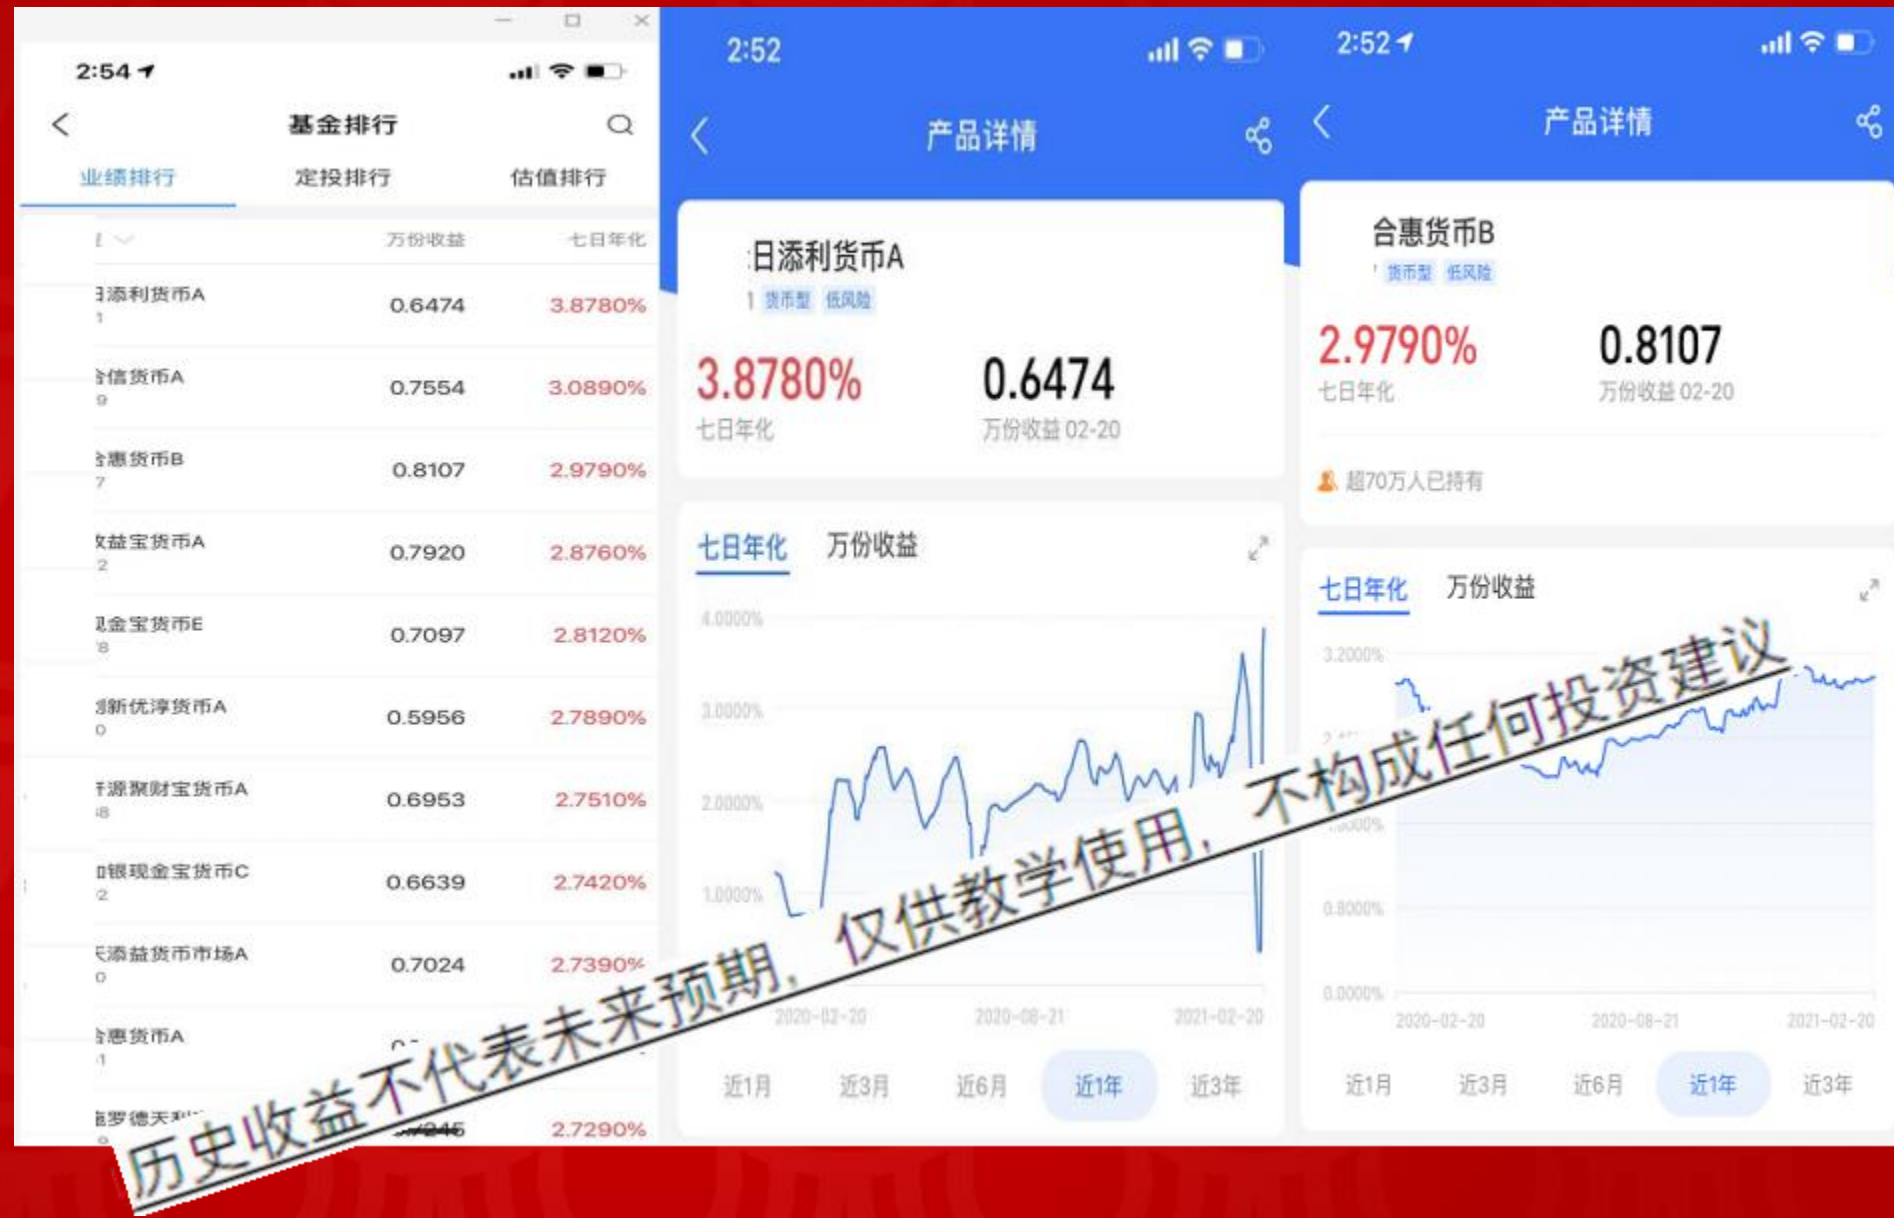 2:54
基金排行
业绩排行 定投排行 估值排行
万份收益 七日年化
添利货币A 0.6474 3.8780%
信货币A 0.7554 3.0890%
9
惠货币B 0.8107 2.9790%
7
益宝货币A 0.7920 2.8760%
2
金宝货币E 0.7097 2.8120%
8
新优淳货币A 0.5956 2.7890%
0
源聚财宝货币A 0.6953 2.7510%
8
银现金宝货币C 0.6639 2.7420%
2
添益货币市场A 0.7024 2.7390%
0
惠货币A
1
罗德天利
2.7290%
2:52
产品详情
日添利货币A
1 货币型 低风险
3.8780% 0.6474
七日年化 万份收益 02-20
七日年化 万份收益
4.0000%
3.0000%
2.0000%
1.0000%
2020-02-20 2020-08-21 2021-02-20
近1月 近3月 近6月 近1年 近3年
2:52
产品详情
合惠货币B
货币型 低风险
2.9790% 0.8107
七日年化 万份收益 02-20
超70万人已持有
七日年化 万份收益
3.2000%
0.8000%
0.0000%
2020-02-20 2020-08-21 2021-02-20
近1月 近3月 近6月 近1年 近3年
历史收益不代表未来预期，仅供教学使用，不构成任何投资建议